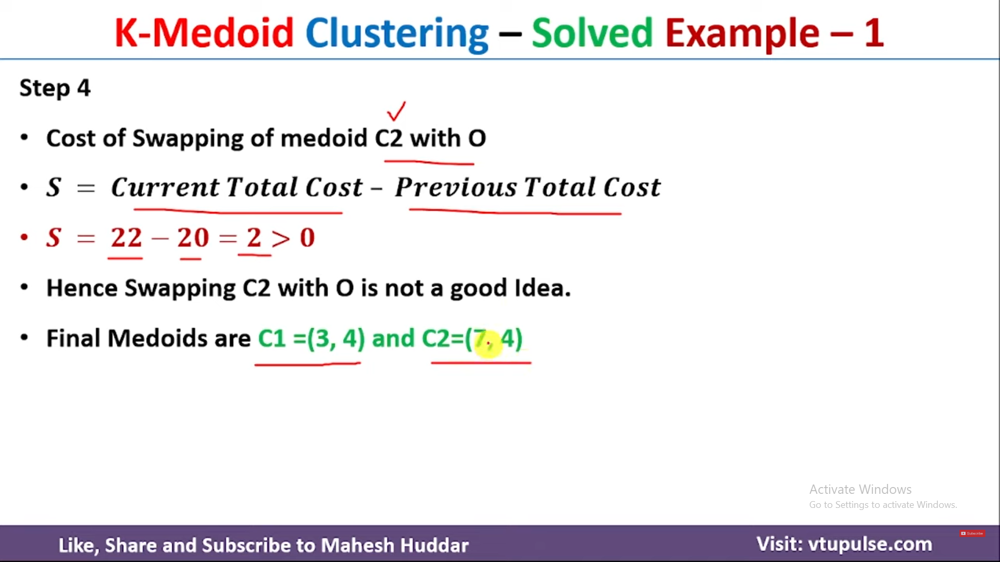 K-Medoid Clustering – Solved Example – 1
Step 4
• Cost of Swapping of medoid C2 with O
• S = Current Total Cost – Previous Total Cost
• S = 22 − 20 = 2 > 0
• Hence Swapping C2 with O is not a good Idea.
• Final Medoids are C1 =(3, 4) and C2=(7, 4)
Activate Windows
Go to Settings to activate Windows.
Subscribe
Like, Share and Subscribe to Mahesh Huddar
Visit: vtupulse.com